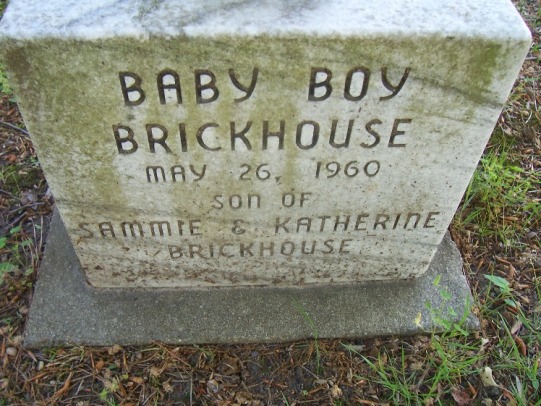 BABY BOY
BRICKHOUSE
MAY 26, 1960
SON OF
SAMMIE & KATHERINE
BRICKHOUSE